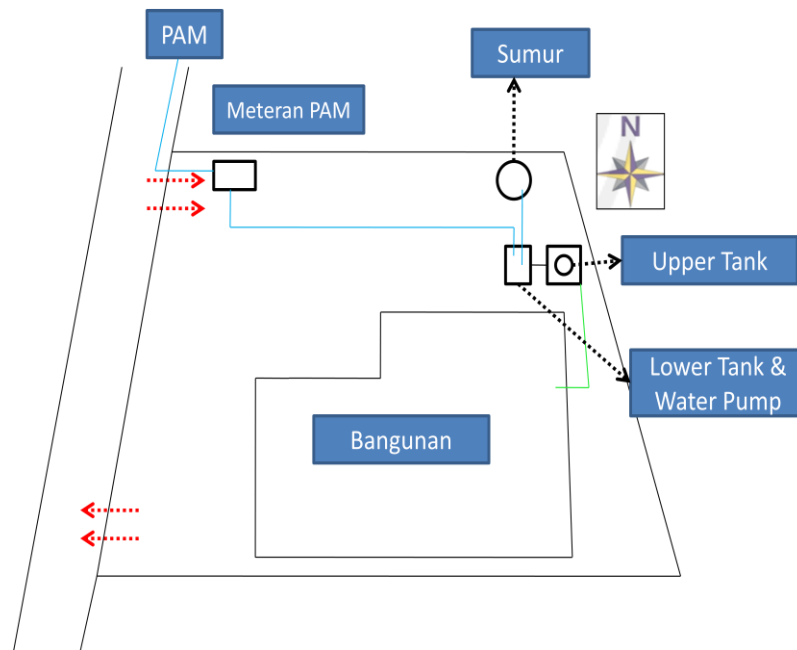 PAM
Sumur
Meteran PAM
N
Upper Tank
Lower Tank &
Water Pump
Bangunan